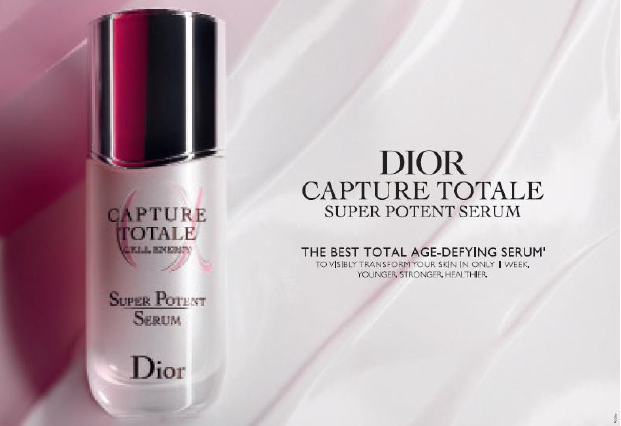 CAPTURE
TOTALE
CELL ENERGY
SUPER POTENT
SERUM
Dior
DIOR
CAPTURE TOTALE
SUPER POTENT SERUM
THE BEST TOTAL AGE-DEFYING SERUM¹
TO VISIBLY TRANSFORM YOUR SKIN IN ONLY 1 WEEK,
YOUNGER, STRONGER, HEALTHIER.